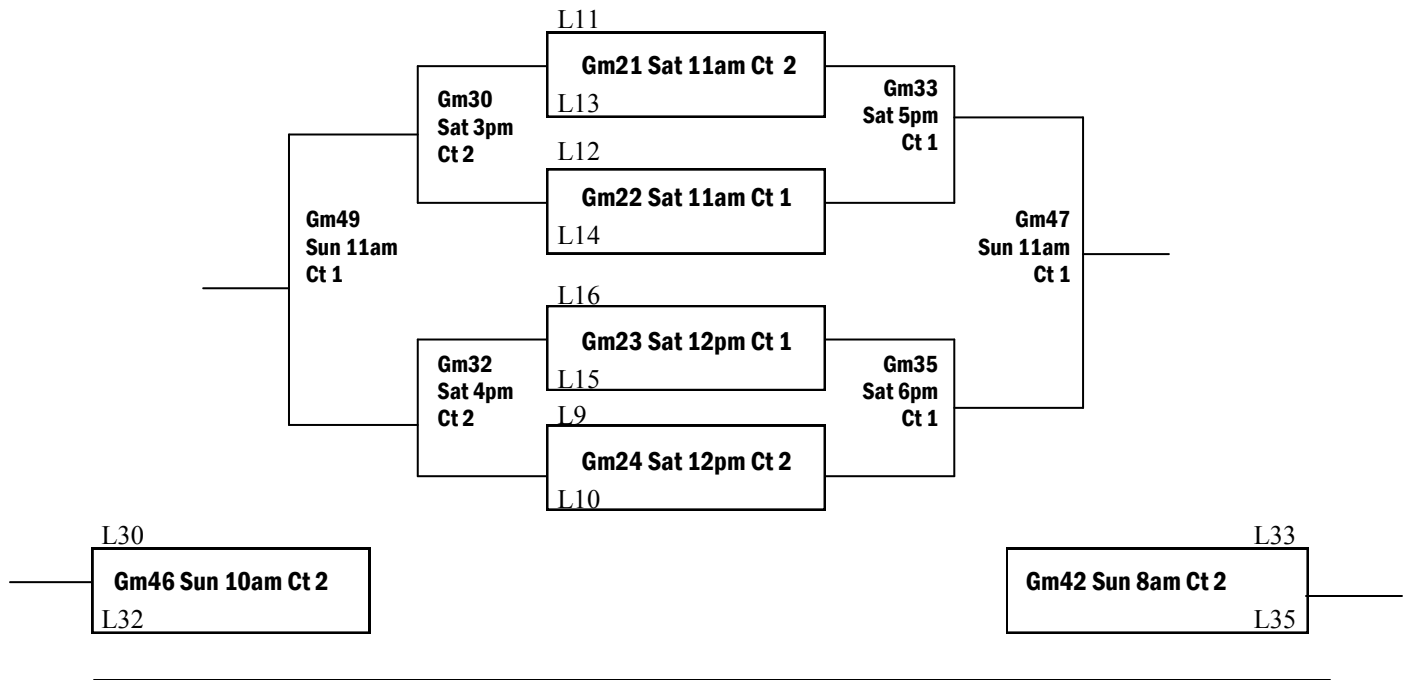 L11
Gm21 Sat 11am Ct 2
L13
Gm30
Sat 3pm
Ct 2
Gm33
Sat 5pm
Ct 1
L12
Gm22 Sat 11am Ct 1
L14
Gm49
Sun 11am
Ct 1
Gm47
Sun 11am
Ct 1
L16
Gm23 Sat 12pm Ct 1
L15
Gm32
Sat 4pm
Ct 2
Gm35
Sat 6pm
Ct 1
L9
Gm24 Sat 12pm Ct 2
L10
L30
Gm46 Sun 10am Ct 2
L32
L33
Gm42 Sun 8am Ct 2
L35